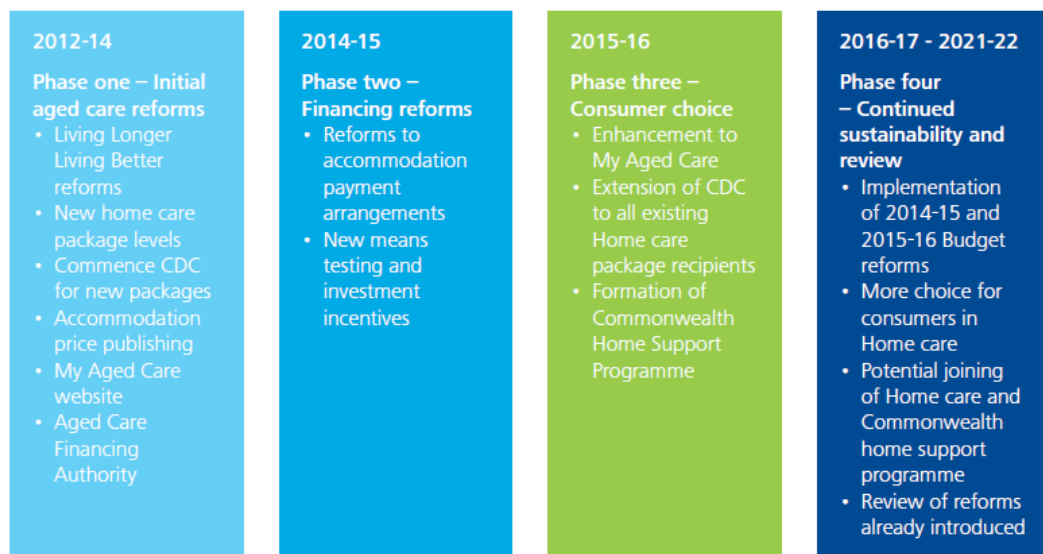 2012-14
Phase one – Initial
aged care reforms
• Living Longer
Living Better
reforms
• New home care
package levels
• Commence CDC
for new packages
• Accommodation
price publishing
• My Aged Care
website
• Aged Care
Financing
Authority
2014-15
Phase two –
Financing reforms
• Reforms to
accommodation
payment
arrangements
• New means
testing and
investment
incentives
2015-16
Phase three –
Consumer choice
• Enhancement to
My Aged Care
• Extension of CDC
to all existing
Home care
package recipients
• Formation of
Commonwealth
Home Support
Programme
2016-17 - 2021-22
Phase four
– Continued
sustainability and
review
• Implementation
of 2014-15 and
2015-16 Budget
reforms
• More choice for
consumers in
Home care
• Potential joining
of Home care and
Commonwealth
home support
programme
• Review of reforms
already introduced